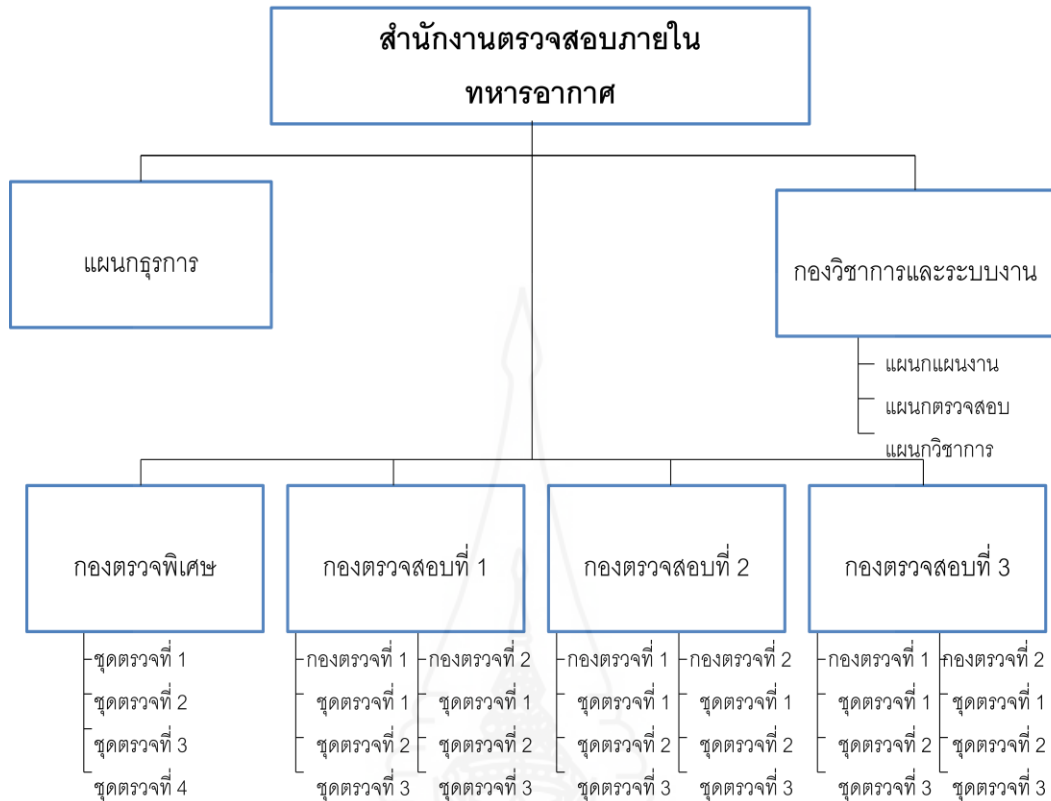 สำนักงานตรวจสอบภายใน
ทหารอากาศ
แผนกธุรการ
กองวิชาการและระบบงาน
แผนกแผนงาน
แผนกตรวจสอบ
แผนกวิชาการ
กองตรวจพิเศษ
ชุดตรวจที่ 1
ชุดตรวจที่ 2
ชุดตรวจที่ 3
ชุดตรวจที่ 4
กองตรวจสอบที่ 1
กองตรวจที่ 1
ชุดตรวจที่ 1
ชุดตรวจที่ 2
ชุดตรวจที่ 3
กองตรวจที่ 2
ชุดตรวจที่ 1
ชุดตรวจที่ 2
ชุดตรวจที่ 3
กองตรวจสอบที่ 2
กองตรวจที่ 1
ชุดตรวจที่ 1
ชุดตรวจที่ 2
ชุดตรวจที่ 3
กองตรวจที่ 2
ชุดตรวจที่ 1
ชุดตรวจที่ 2
ชุดตรวจที่ 3
กองตรวจสอบที่ 3
กองตรวจที่ 1
ชุดตรวจที่ 1
ชุดตรวจที่ 2
ชุดตรวจที่ 3
กองตรวจที่ 2
ชุดตรวจที่ 1
ชุดตรวจที่ 2
ชุดตรวจที่ 3